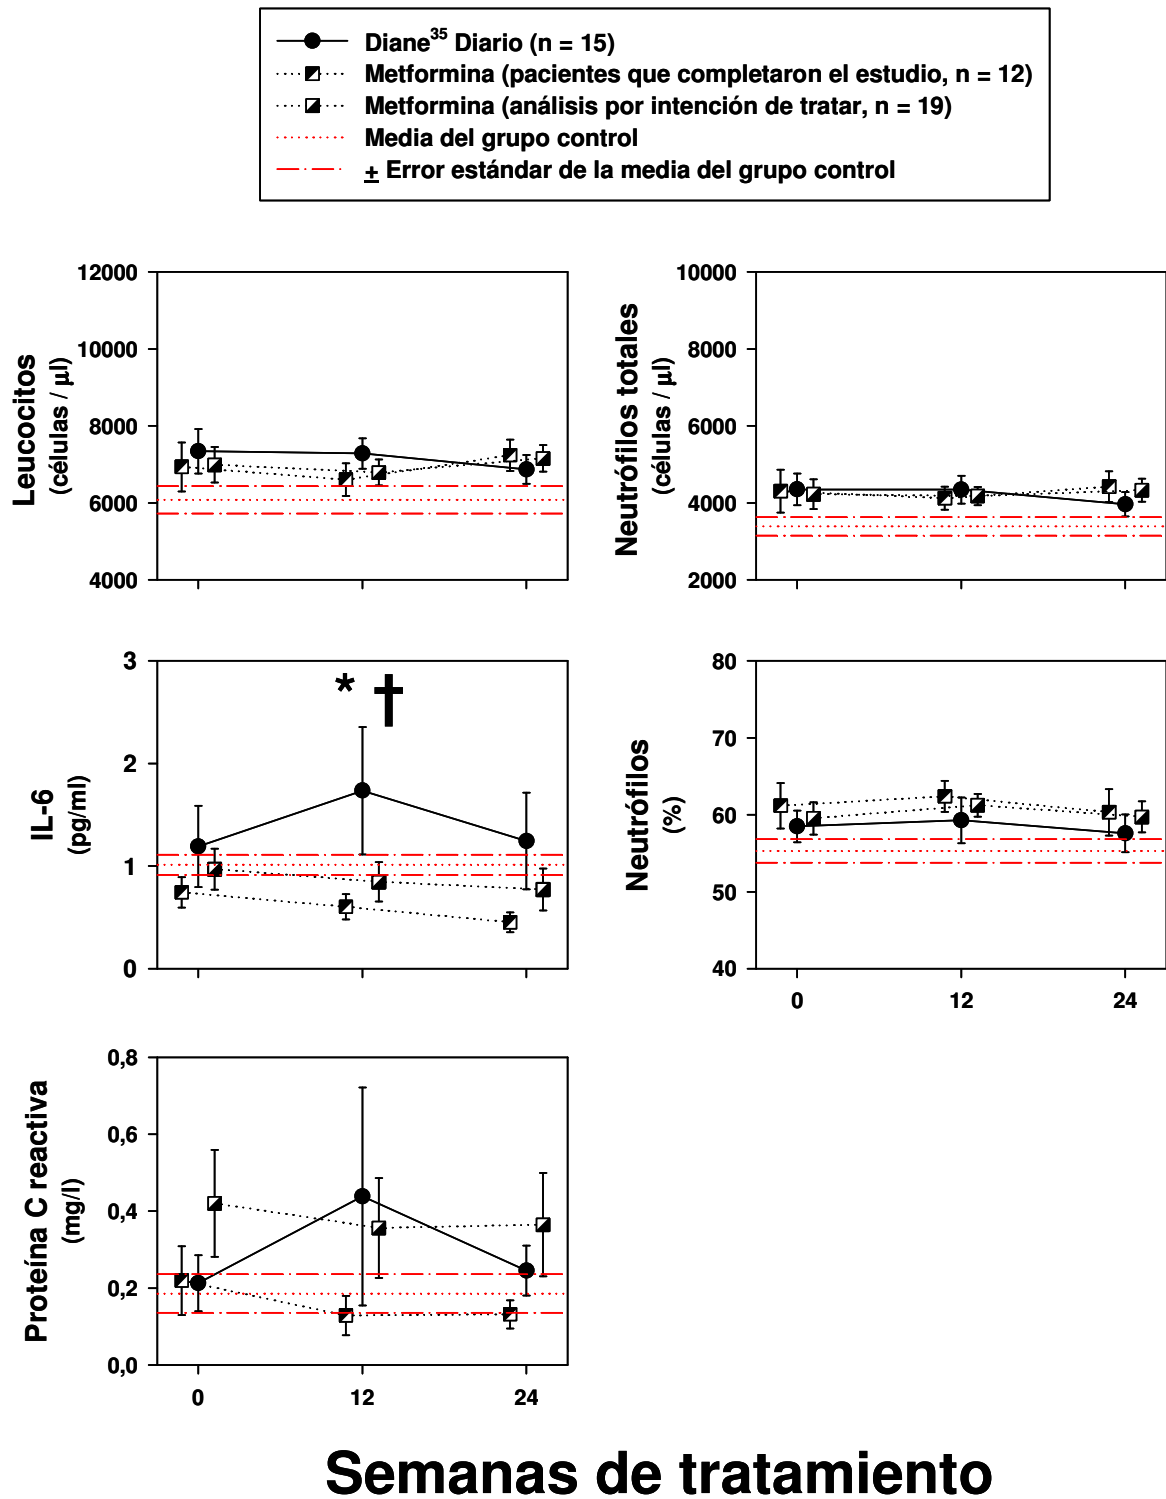 Diane35 Diario (n = 15)
Metformina (pacientes que completaron el estudio, n = 12)
Metformina (análisis por intención de tratar, n = 19)
Media del grupo control
± Error estándar de la media del grupo control
Leucocitos
(células / μl)
12000
10000
8000
6000
4000
Neutrófilos totales
(células / μl)
10000
8000
6000
4000
2000
IL-6
(pg/ml)
3
2
1
0
* †
Neutrófilos
(%)
80
70
60
50
40
0 12 24
Proteína C reactiva
(mg/l)
0,8
0,6
0,4
0,2
0,0
0 12 24
Semanas de tratamiento